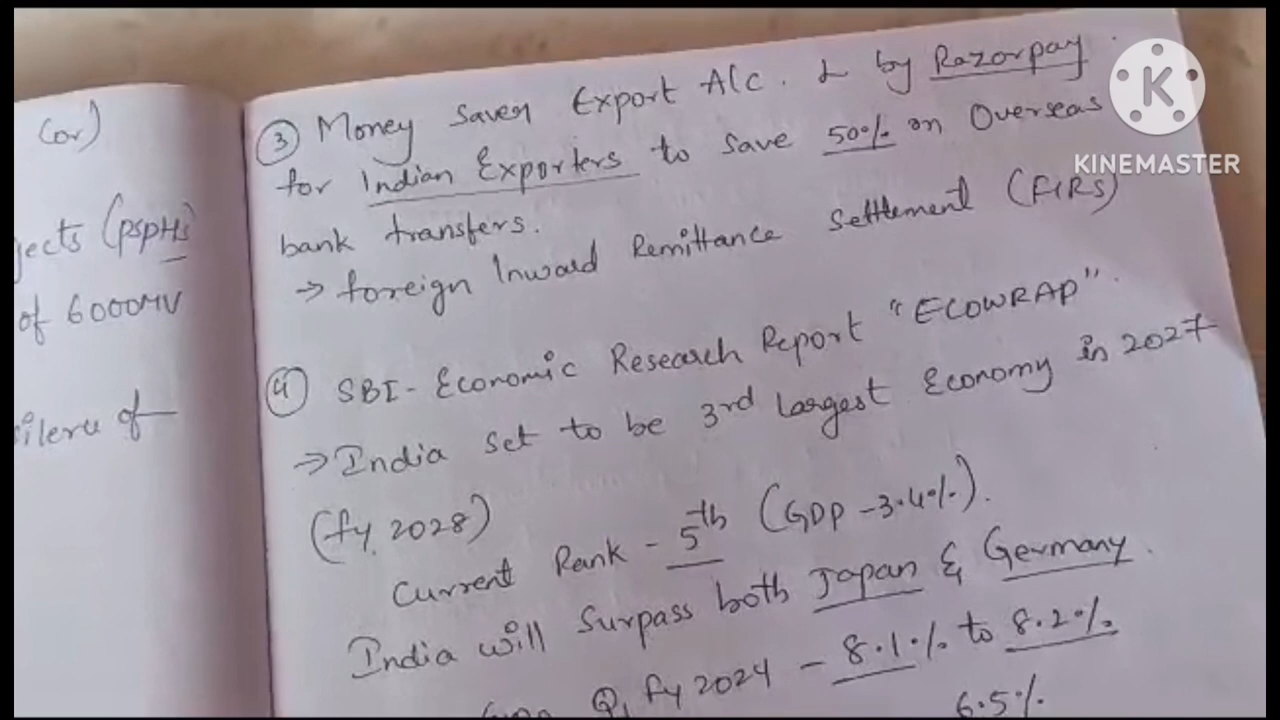 (or)
jects (PSPHs)
of 6000MV
ileru of
③ Money Saver Export A/c. L by Razorpay.
for Indian Exporters to save 50% on Overseas
bank transfers.
→ foreign Inward Remittance Settlement (FIRS)
④ SBI - Economic Research Report "ECOWRAP".
→ India set to be 3rd largest Economy in 2027
(fy. 2028)
Current Rank - 5th (GDP - 3.4%).
India will surpass both Japan & Germany.
Q1 fy 2024 - 8.1% to 8.2%
6.5%
K
KINEMASTER